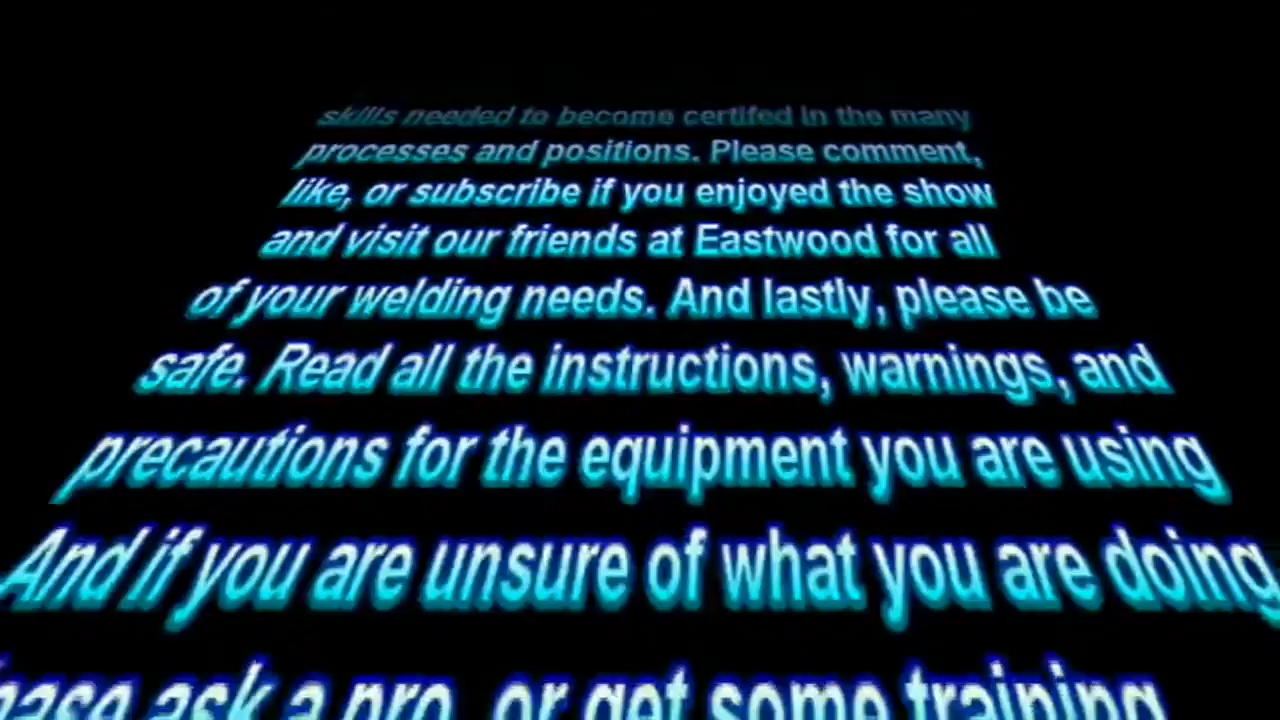 skills needed to become certifed in the many
processes and positions. Please comment,
like, or subscribe if you enjoyed the show
and visit our friends at Eastwood for all
of your welding needs. And lastly, please be
safe. Read all the instructions, warnings, and
precautions for the equipment you are using
And if you are unsure of what you are doing
ask a pro, or get some training